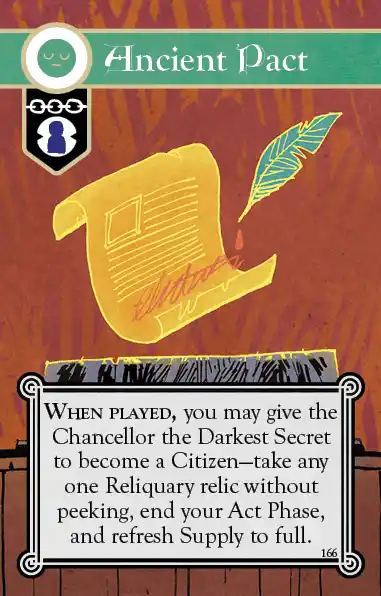 Ancient Pact
WHEN PLAYED, you may give the
Chancellor the Darkest Secret
to become a Citizen—take any
one Reliquary relic without
peeking, end your Act Phase,
and refresh Supply to full.
166